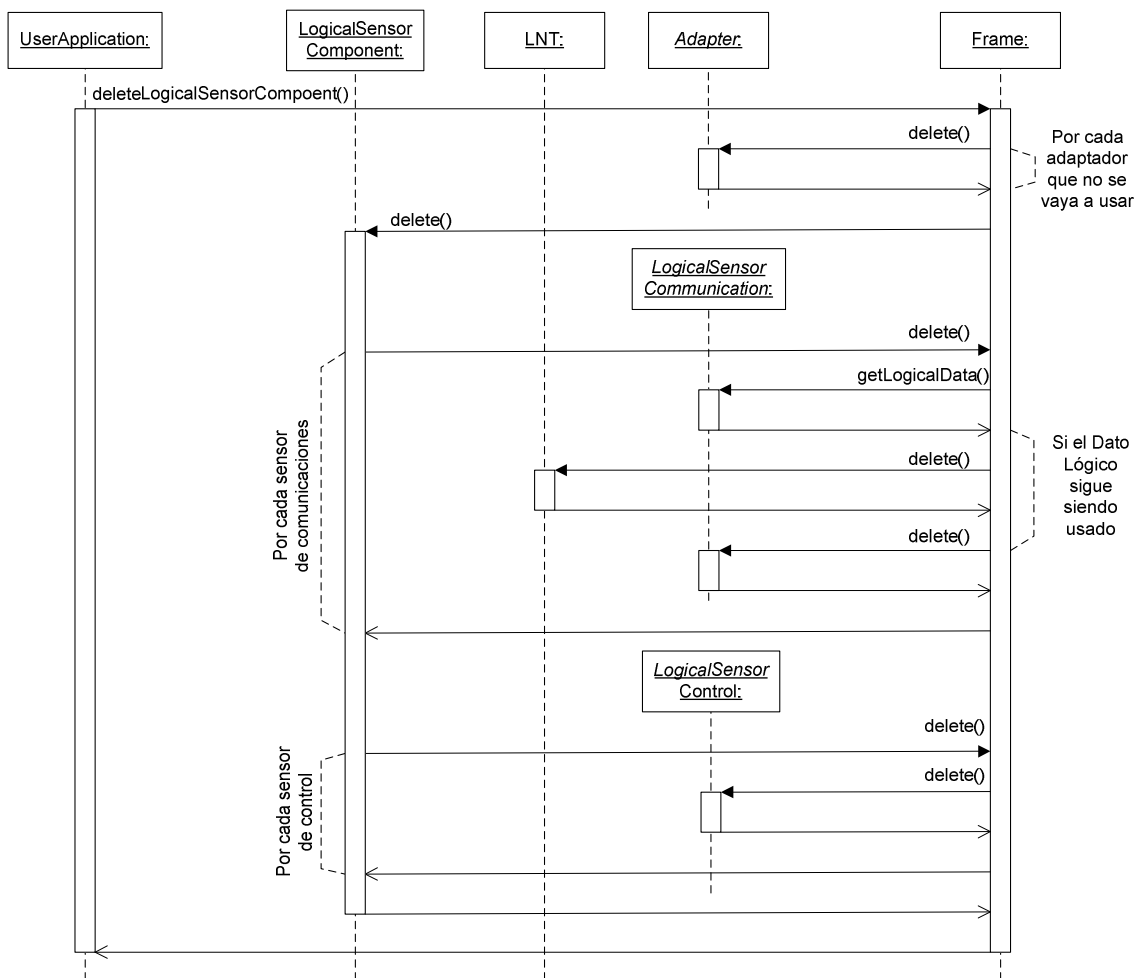 UserApplication:
LogicalSensor
Component:
LNT:
Adapter:
Frame:
deleteLogicalSensorCompoent()
delete()
Por cada
adaptador
que no se
vaya a usar
delete()
LogicalSensor
Communication:
delete()
getLogicalData()
Por cada sensor
de comunicaciones
Si el Dato
Lógico
sigue
siendo
usado
delete()
delete()
LogicalSensor
Control:
delete()
Por cada sensor
de control
delete()